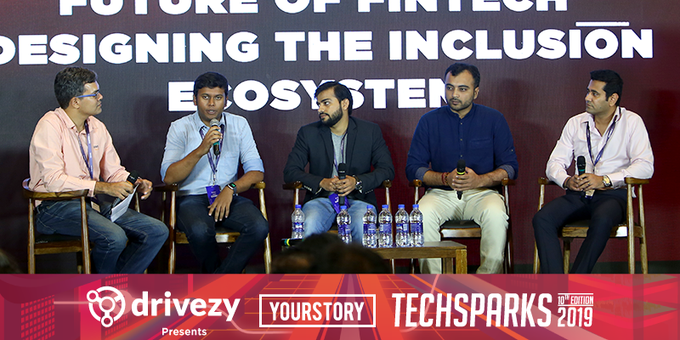 FUTURE OF FINTECH
DESIGNING THE INCLUSION
ECOSYSTEM
drivezy
Presents
YOURSTORY
TECHSPARKS
10TH EDITION
2019